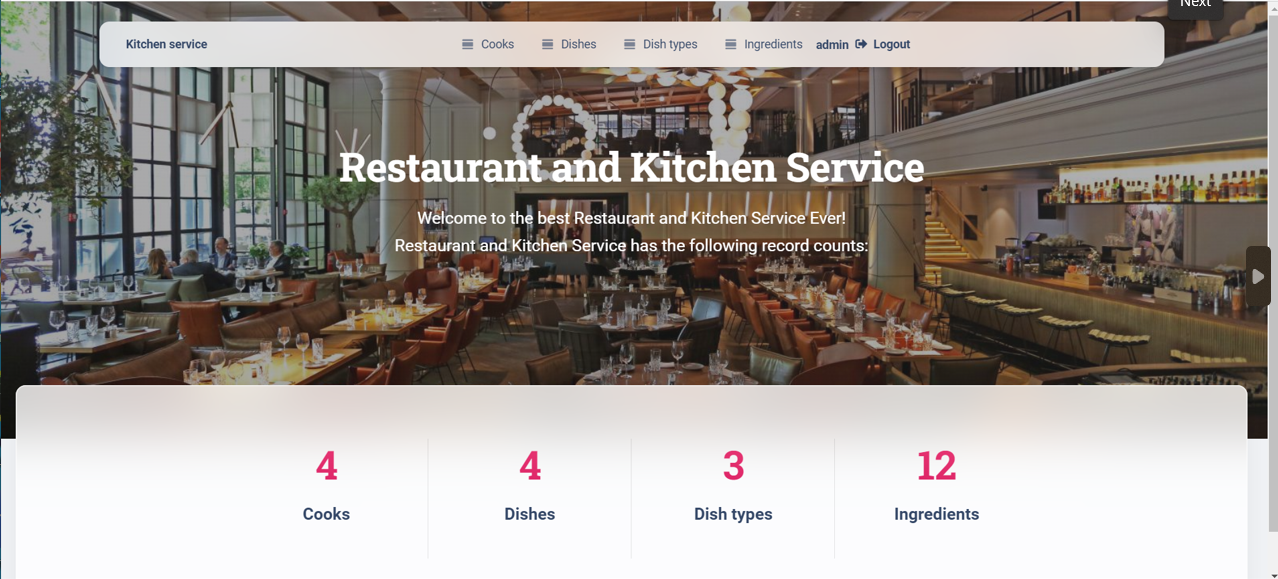 Next
Kitchen service
Cooks
Dishes
Dish types
Ingredients
admin
Logout
Restaurant and Kitchen Service
Welcome to the best Restaurant and Kitchen Service Ever!
Restaurant and Kitchen Service has the following record counts:
4
4
3
12
Cooks
Dishes
Dish types
Ingredients